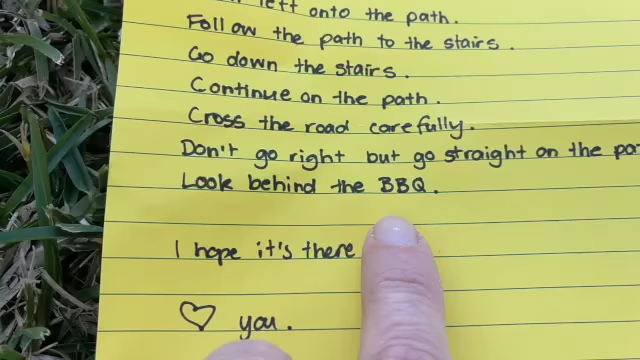 left onto the path.
Follow the path to the stairs.
Go down the stairs.
Continue on the path.
Cross the road carefully.
Don't go right but go straight on the
Look behind the BBQ.
I hope it's there
♡ you.